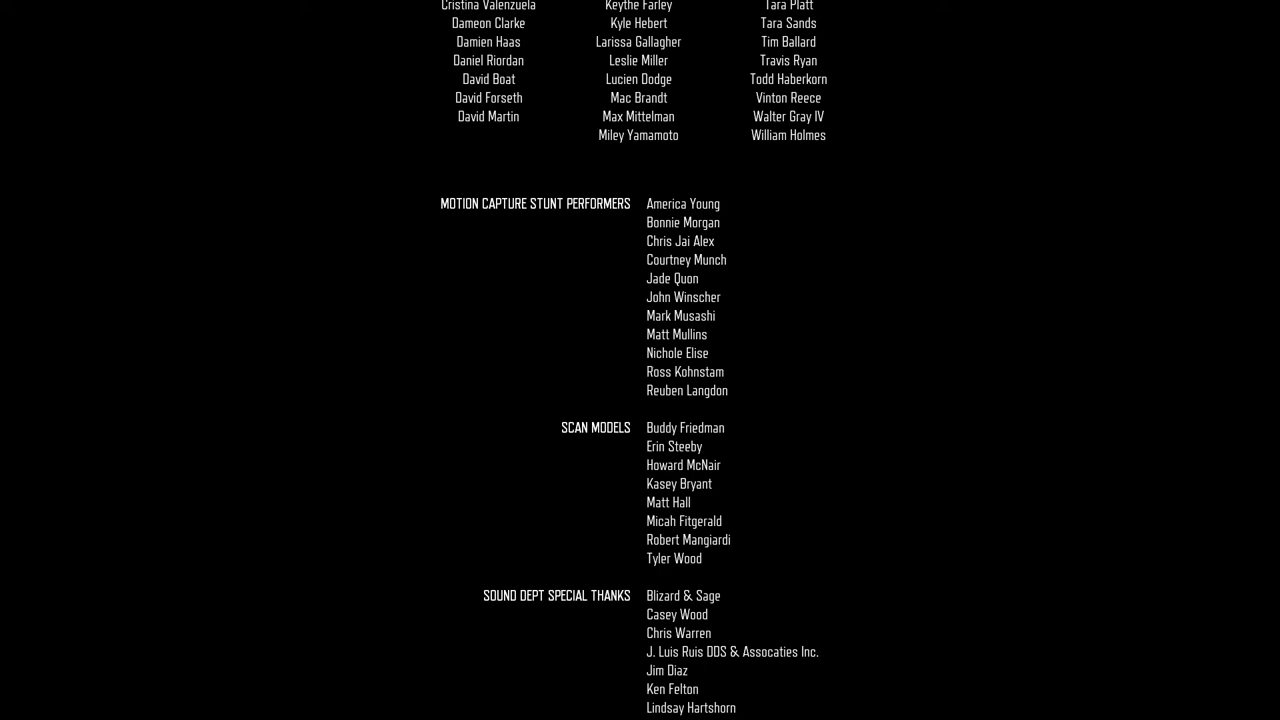 Cristina Valenzuela Keythe Farley Tara Platt
Dameon Clarke Kyle Hebert Tara Sands
Damien Haas Larissa Gallagher Tim Ballard
Daniel Riordan Leslie Miller Travis Ryan
David Boat Lucien Dodge Todd Haberkorn
David Forseth Mac Brandt Vinton Reece
David Martin Max Mittelman Walter Gray IV
Miley Yamamoto William Holmes
MOTION CAPTURE STUNT PERFORMERS America Young
Bonnie Morgan
Chris Jai Alex
Courtney Munch
Jade Quon
John Winscher
Mark Musashi
Matt Mullins
Nichole Elise
Ross Kohnstam
Reuben Langdon
SCAN MODELS Buddy Friedman
Erin Steeby
Howard McNair
Kasey Bryant
Matt Hall
Micah Fitgerald
Robert Mangiardi
Tyler Wood
SOUND DEPT SPECIAL THANKS Blizard & Sage
Casey Wood
Chris Warren
J. Luis Ruis DDS & Assocaties Inc.
Jim Diaz
Ken Felton
Lindsay Hartshorn